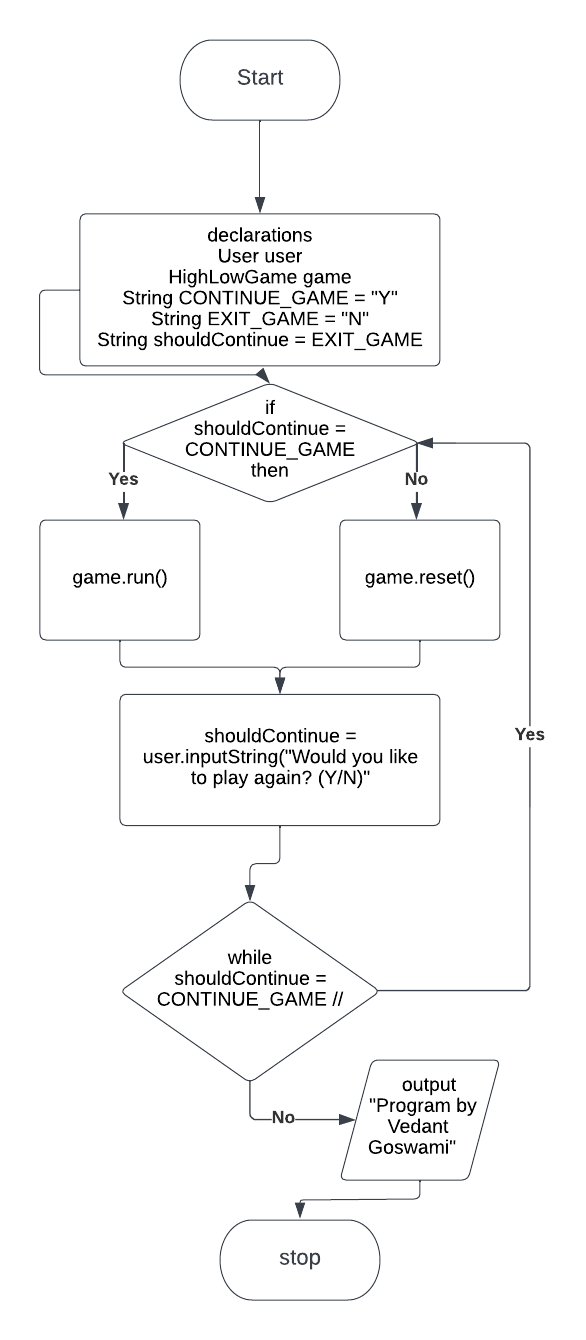 Start
declarations
User user
HighLowGame game
String CONTINUE_GAME = "Y"
String EXIT_GAME = "N"
String shouldContinue = EXIT_GAME
if
shouldContinue =
CONTINUE_GAME
then
Yes
No
game.run()
game.reset()
shouldContinue =
user.inputString("Would you like
to play again? (Y/N)"
Yes
while
shouldContinue =
CONTINUE_GAME //
No
output
"Program by
Vedant
Goswami"
stop